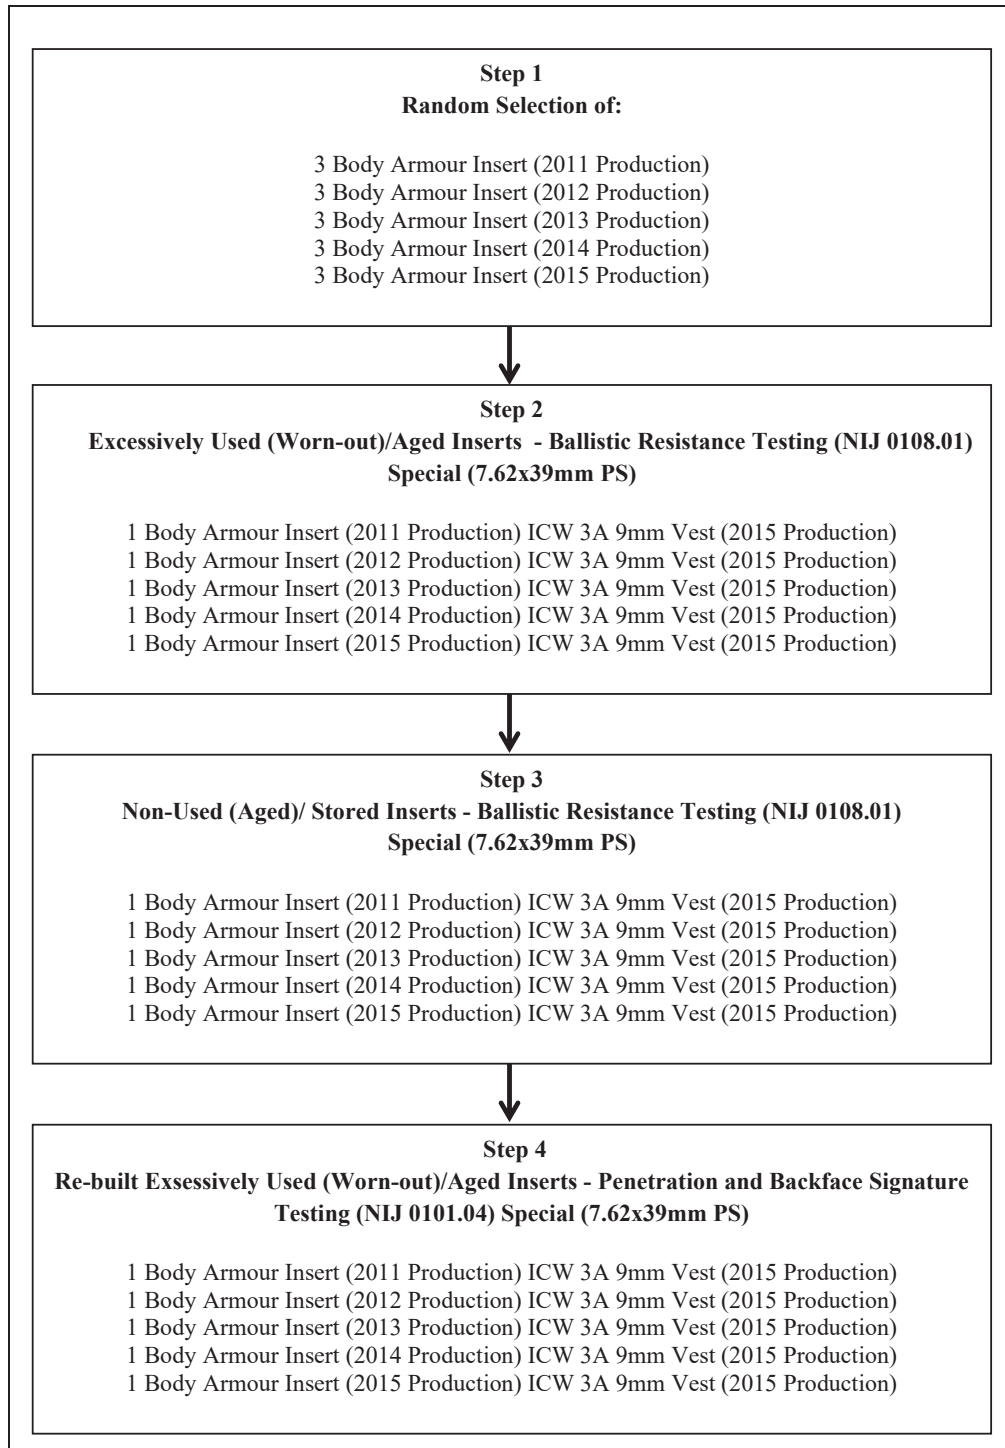 Step 1
Random Selection of:
3 Body Armour Insert (2011 Production)
3 Body Armour Insert (2012 Production)
3 Body Armour Insert (2013 Production)
3 Body Armour Insert (2014 Production)
3 Body Armour Insert (2015 Production)
Step 2
Excessively Used (Worn-out)/Aged Inserts - Ballistic Resistance Testing (NIJ 0108.01)
Special (7.62x39mm PS)
1 Body Armour Insert (2011 Production) ICW 3A 9mm Vest (2015 Production)
1 Body Armour Insert (2012 Production) ICW 3A 9mm Vest (2015 Production)
1 Body Armour Insert (2013 Production) ICW 3A 9mm Vest (2015 Production)
1 Body Armour Insert (2014 Production) ICW 3A 9mm Vest (2015 Production)
1 Body Armour Insert (2015 Production) ICW 3A 9mm Vest (2015 Production)
Step 3
Non-Used (Aged)/ Stored Inserts - Ballistic Resistance Testing (NIJ 0108.01)
Special (7.62x39mm PS)
1 Body Armour Insert (2011 Production) ICW 3A 9mm Vest (2015 Production)
1 Body Armour Insert (2012 Production) ICW 3A 9mm Vest (2015 Production)
1 Body Armour Insert (2013 Production) ICW 3A 9mm Vest (2015 Production)
1 Body Armour Insert (2014 Production) ICW 3A 9mm Vest (2015 Production)
1 Body Armour Insert (2015 Production) ICW 3A 9mm Vest (2015 Production)
Step 4
Re-built Exsessively Used (Worn-out)/Aged Inserts - Penetration and Backface Signature
Testing (NIJ 0101.04) Special (7.62x39mm PS)
1 Body Armour Insert (2011 Production) ICW 3A 9mm Vest (2015 Production)
1 Body Armour Insert (2012 Production) ICW 3A 9mm Vest (2015 Production)
1 Body Armour Insert (2013 Production) ICW 3A 9mm Vest (2015 Production)
1 Body Armour Insert (2014 Production) ICW 3A 9mm Vest (2015 Production)
1 Body Armour Insert (2015 Production) ICW 3A 9mm Vest (2015 Production)